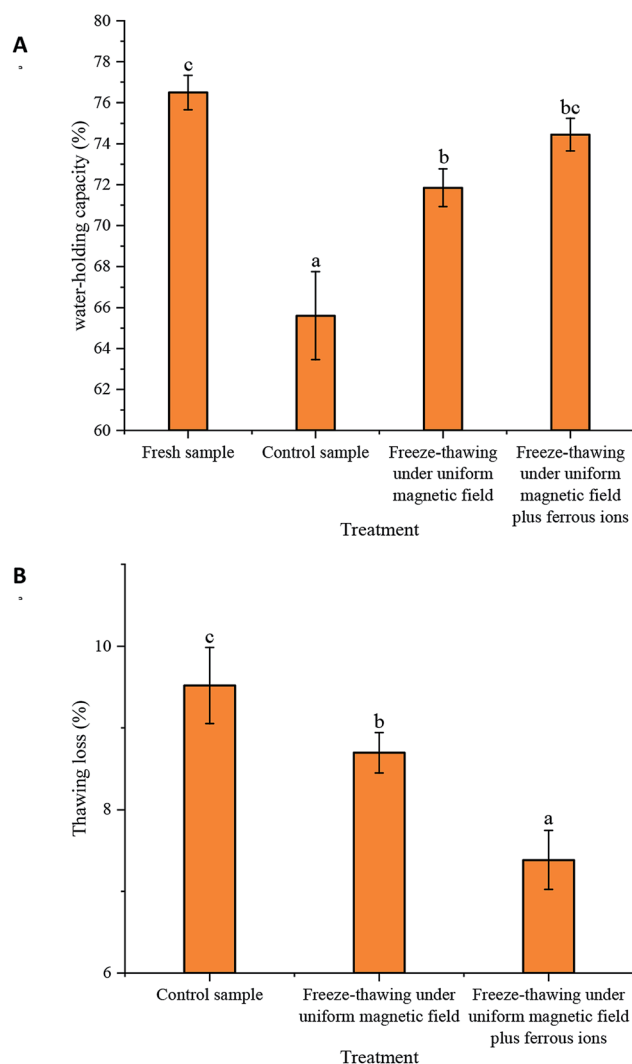 A
80
78
76
74
72
70
68
66
64
62
60
water-holding capacity (%)
c
a
b
bc
Fresh sample
Control sample
Freeze-thawing
under uniform
magnetic field
Freeze-thawing
under uniform
magnetic field
plus ferrous ions
Treatment
B
10
8
6
Thawing loss (%)
c
b
a
Control sample
Freeze-thawing under
uniform magnetic field
Freeze-thawing under
uniform magnetic field
plus ferrous ions
Treatment